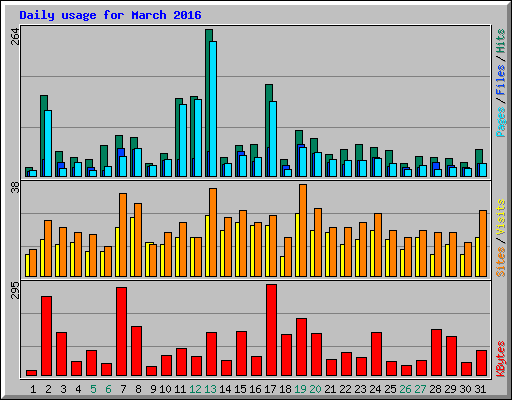 Daily usage for March 2016
264
Pages / Files / Hits
38
Sites / Visits
295
KBytes
1 2 3 4 5 6 7 8 9 10 11 12 13 14 15 16 17 18 19 20 21 22 23 24 25 26 27 28 29 30 31